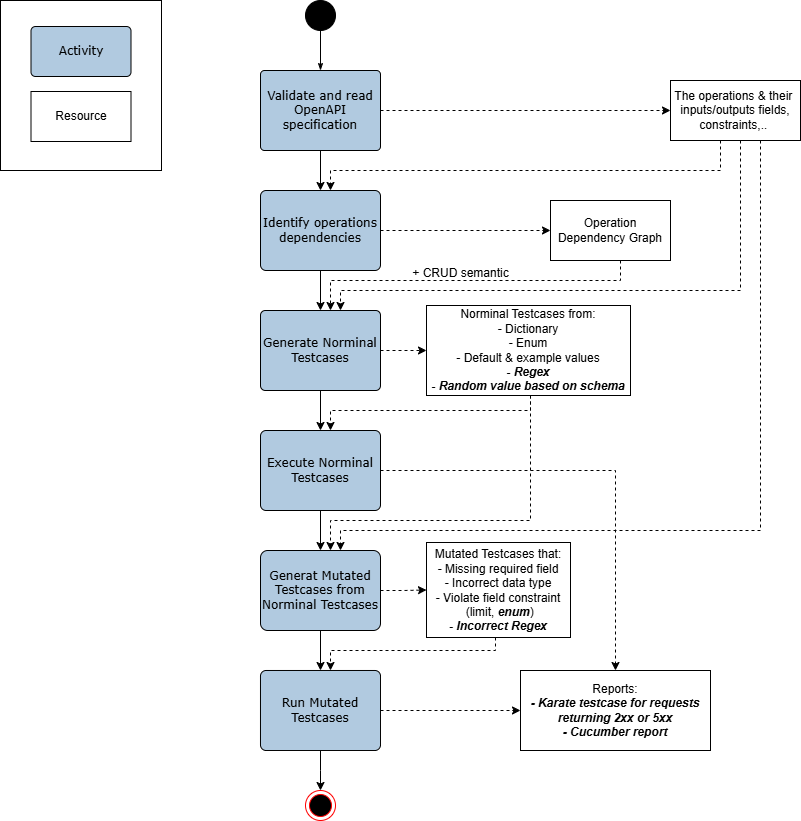 Activity
Resource
Validate and read
OpenAPI
specification
The operations & their
inputs/outputs fields,
constraints,..
Identify operations
dependencies
Operation
Dependency Graph
+ CRUD semantic
Generate Norminal
Testcases
Norminal Testcases from:
- Dictionary
- Enum
- Default & example values
- Regex
- Random value based on schema
Execute Norminal
Testcases
Generat Mutated
Testcases from
Norminal Testcases
Mutated Testcases that:
- Missing required field
- Incorrect data type
- Violate field constraint
(limit, enum)
- Incorrect Regex
Run Mutated
Testcases
Reports:
- Karate testcase for requests
returning 2xx or 5xx
- Cucumber report